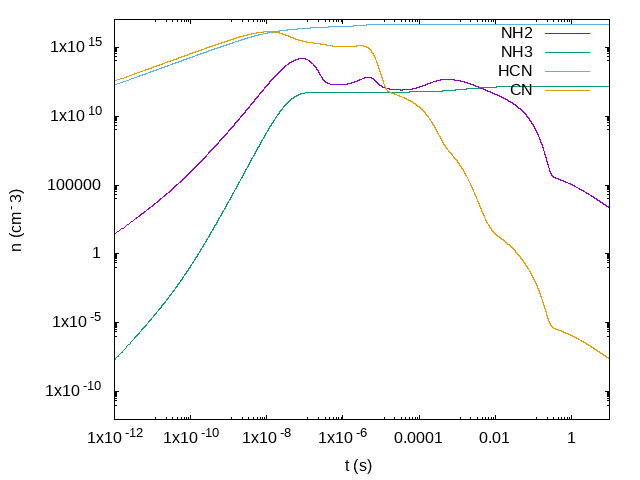 NH2
NH3
HCN
CN
1x10^15
1x10^10
100000
1
1x10^-5
1x10^-10
n (cm^-3)
1x10^-12 1x10^-10 1x10^-8 1x10^-6 0.0001 0.01 1
t (s)